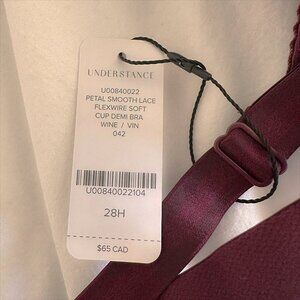 UNDERSTANCE
U00840022
PETAL SMOOTH LACE
FLEXWIRE SOFT
CUP DEMI BRA
WINE / VIN
042
U00840022104
28H
$65 CAD